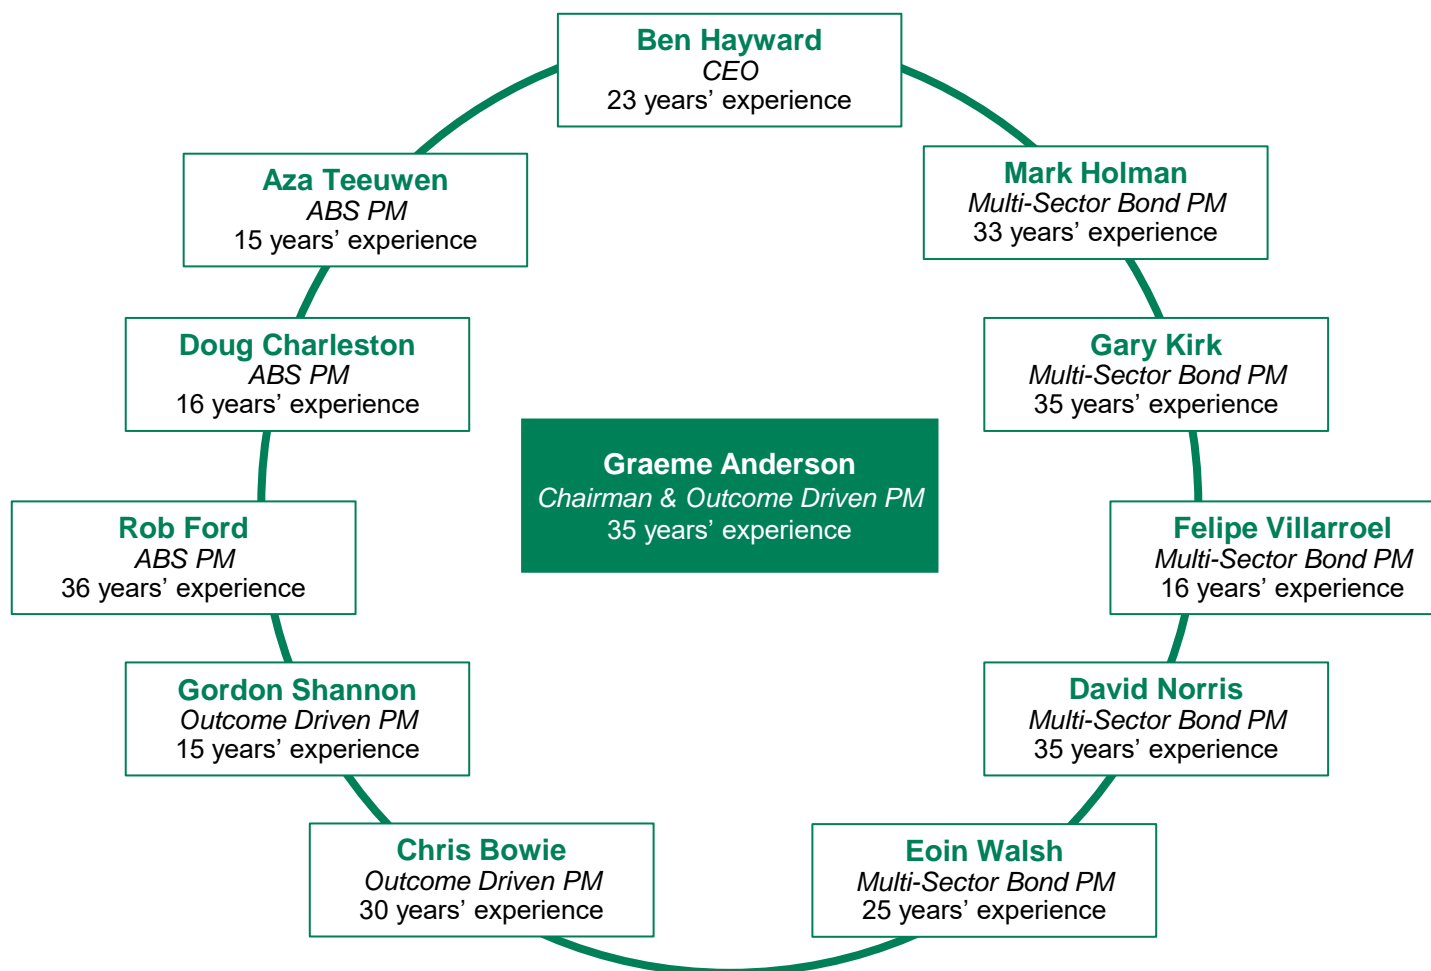 Ben Hayward
CEO
23 years’ experience
Mark Holman
Multi-Sector Bond PM
33 years’ experience
Gary Kirk
Multi-Sector Bond PM
35 years’ experience
Felipe Villarroel
Multi-Sector Bond PM
16 years’ experience
David Norris
Multi-Sector Bond PM
35 years’ experience
Eoin Walsh
Multi-Sector Bond PM
25 years’ experience
Chris Bowie
Outcome Driven PM
30 years’ experience
Gordon Shannon
Outcome Driven PM
15 years’ experience
Rob Ford
ABS PM
36 years’ experience
Doug Charleston
ABS PM
16 years’ experience
Aza Teeuwen
ABS PM
15 years’ experience
Graeme Anderson
Chairman & Outcome Driven PM
35 years’ experience